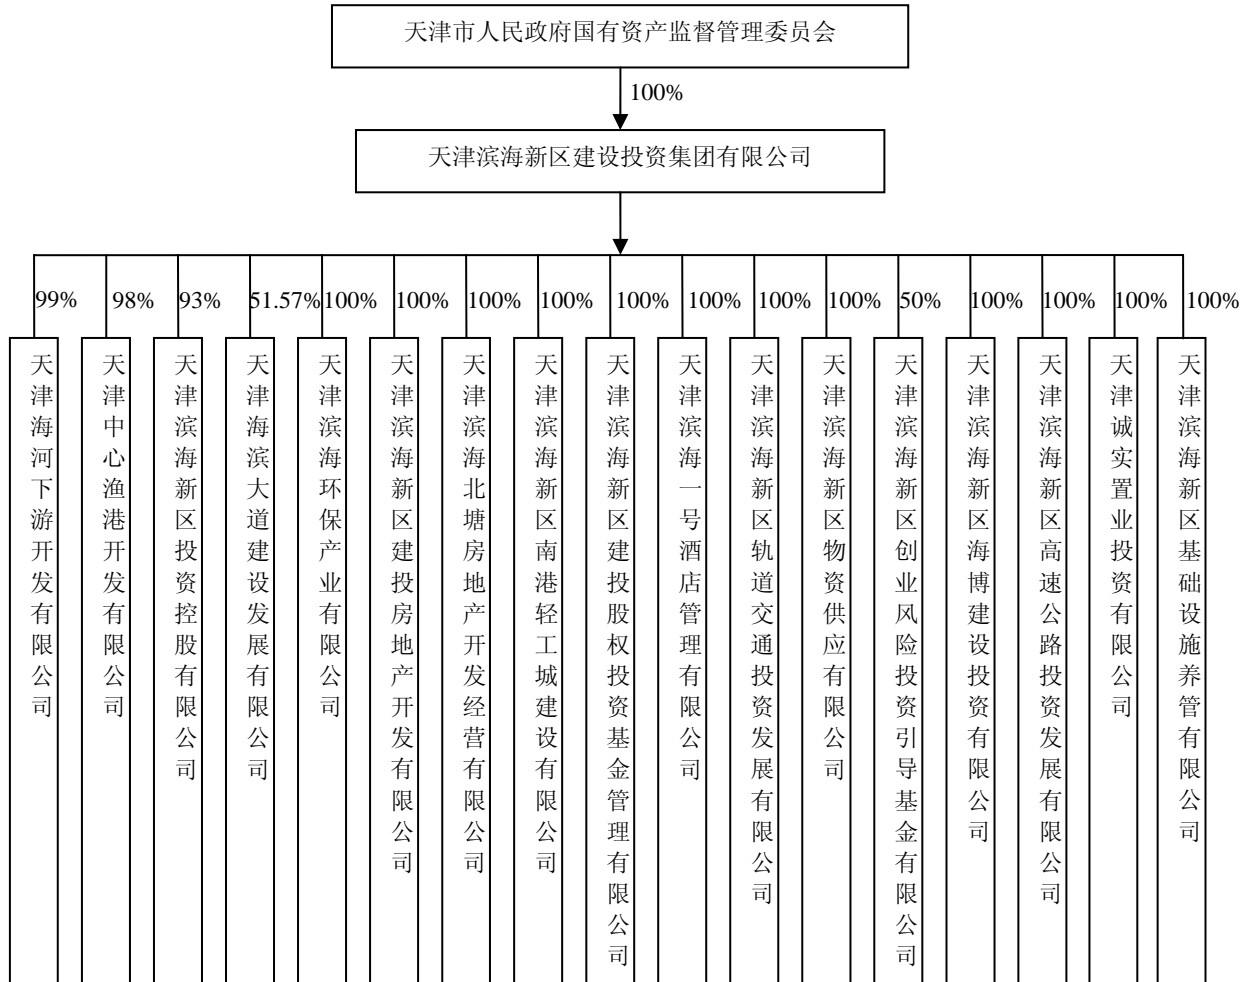 天津市人民政府国有资产监督管理委员会
100%
天津滨海新区建设投资集团有限公司
99%
98%
93%
51.57%
100%
100%
100%
100%
100%
100%
100%
100%
50%
100%
100%
100%
100%
天津海河下游开发有限公司
天津中心渔港开发有限公司
天津滨海新区投资控股有限公司
天津海滨大道建设发展有限公司
天津滨海环保产业有限公司
天津滨海新区建投房地产开发有限公司
天津滨海北塘房地产开发经营有限公司
天津滨海新区南港轻工城建设有限公司
天津滨海新区建投股权投资基金管理有限公司
天津滨海一号酒店管理有限公司
天津滨海新区轨道交通投资发展有限公司
天津滨海新区物资供应有限公司
天津滨海新区创业风险投资引导基金有限公司
天津滨海新区海博建设投资有限公司
天津滨海新区高速公路投资发展有限公司
天津诚实置业投资有限公司
天津滨海新区基础设施养管有限公司